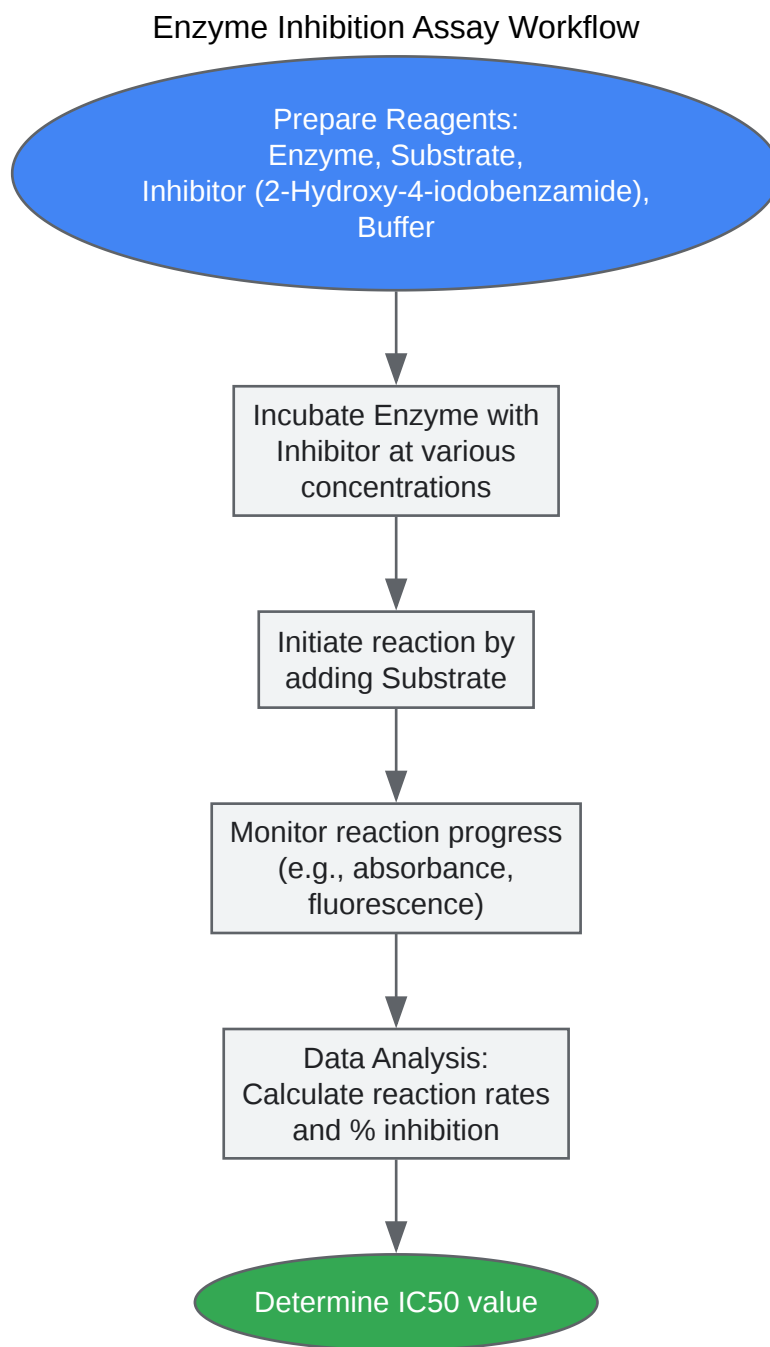 Enzyme Inhibition Assay Workflow
Prepare Reagents:
Enzyme, Substrate,
Inhibitor (2-Hydroxy-4-iodobenzamide),
Buffer
Incubate Enzyme with
Inhibitor at various
concentrations
Initiate reaction by
adding Substrate
Monitor reaction progress
(e.g., absorbance,
fluorescence)
Data Analysis:
Calculate reaction rates
and % inhibition
Determine IC50 value